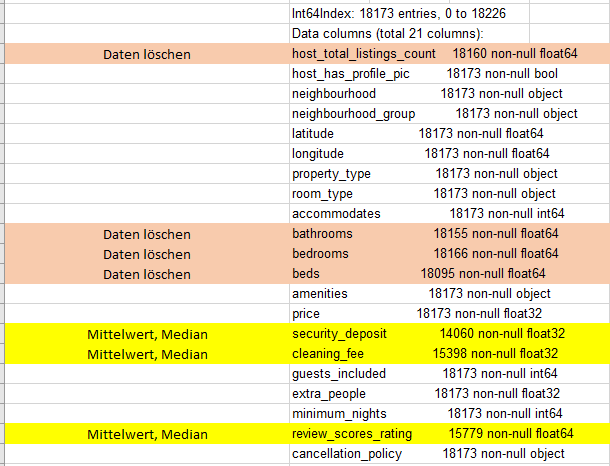 Int64Index: 18173 entries, 0 to 18226
Data columns (total 21 columns):
Daten löschen host_total_listings_count 18160 non-null float64
host_has_profile_pic 18173 non-null bool
neighbourhood 18173 non-null object
neighbourhood_group 18173 non-null object
latitude 18173 non-null float64
longitude 18173 non-null float64
property_type 18173 non-null object
room_type 18173 non-null object
accommodates 18173 non-null int64
Daten löschen bathrooms 18155 non-null float64
Daten löschen bedrooms 18166 non-null float64
Daten löschen beds 18095 non-null float64
amenities 18173 non-null object
price 18173 non-null float32
Mittelwert, Median security_deposit 14060 non-null float32
Mittelwert, Median cleaning_fee 15398 non-null float32
guests_included 18173 non-null int64
extra_people 18173 non-null float32
minimum_nights 18173 non-null int64
Mittelwert, Median review_scores_rating 15779 non-null float64
cancellation_policy 18173 non-null object